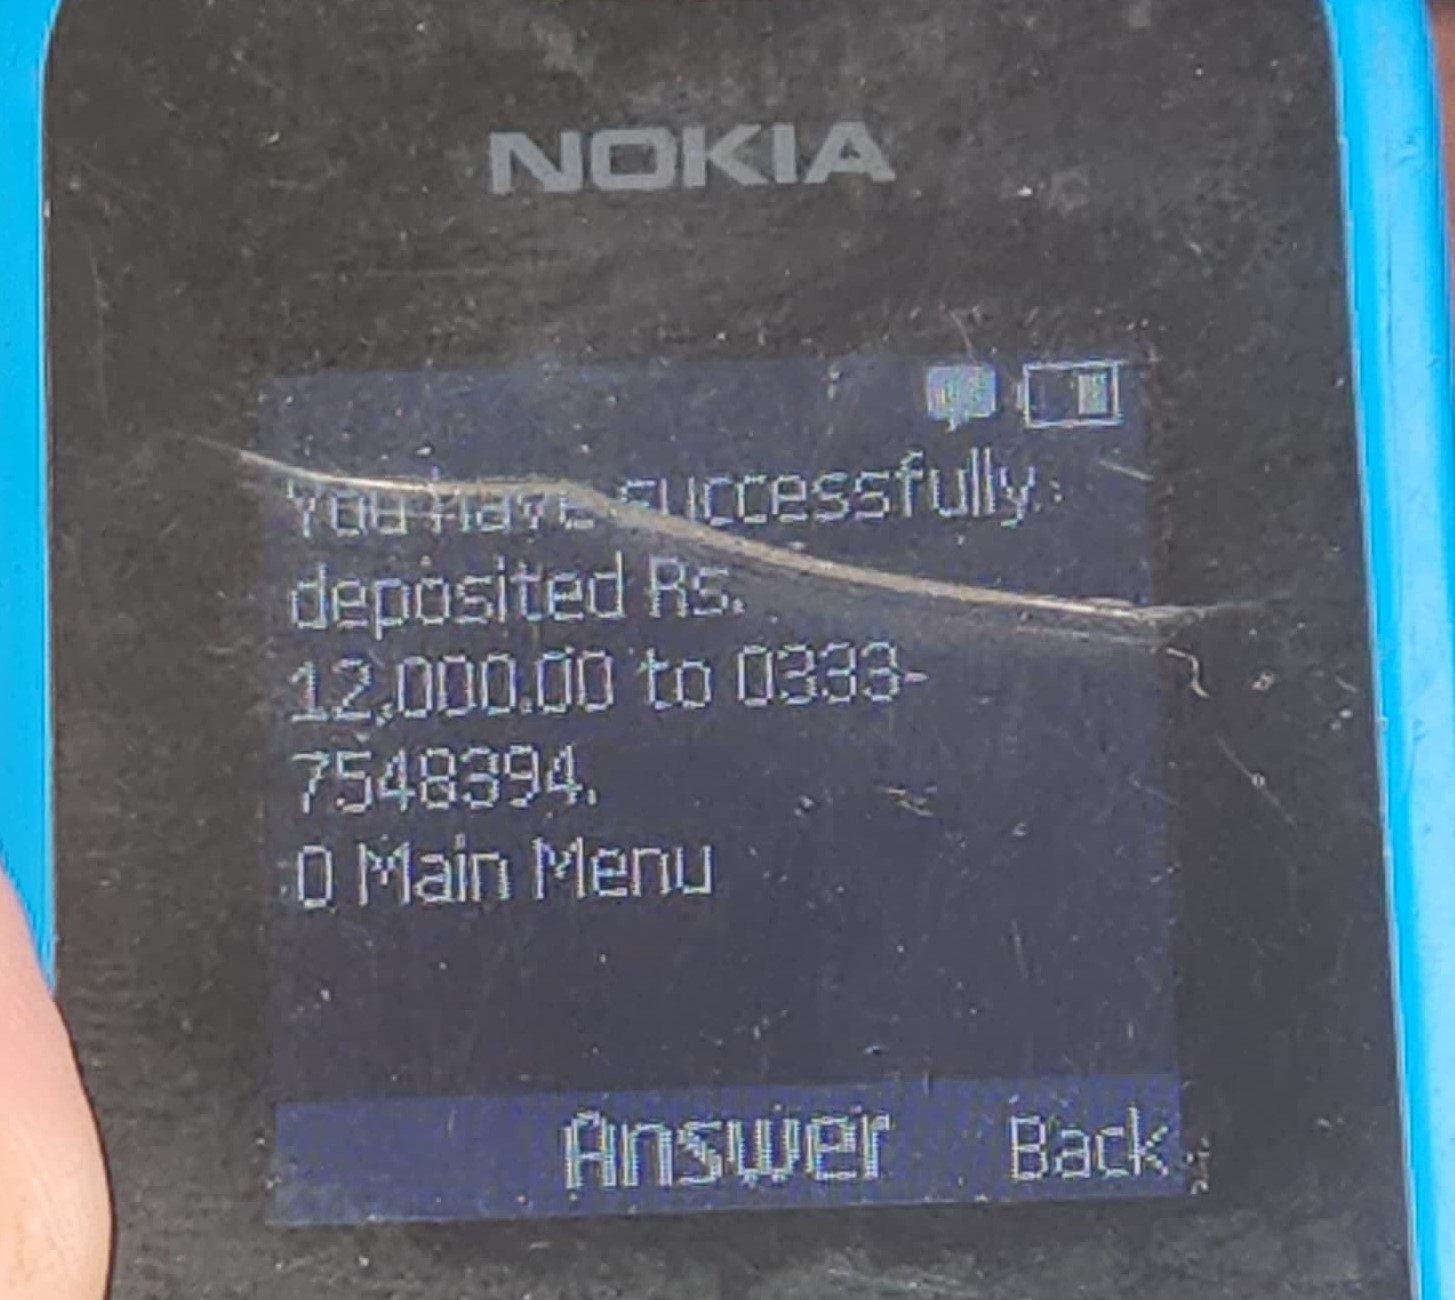 NOKIA
You have successfully
deposited Rs.
12,000.00 to 0333-
7548394.
0 Main Menu
Answer Back